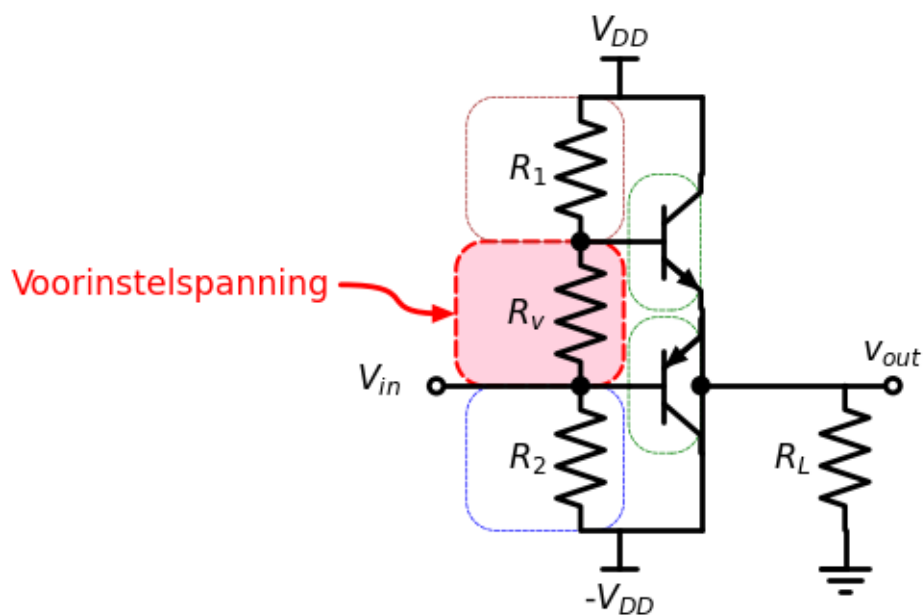 V_DD
R_1
Voorinstelspanning
R_v
V_in
v_out
R_2
R_L
-V_DD